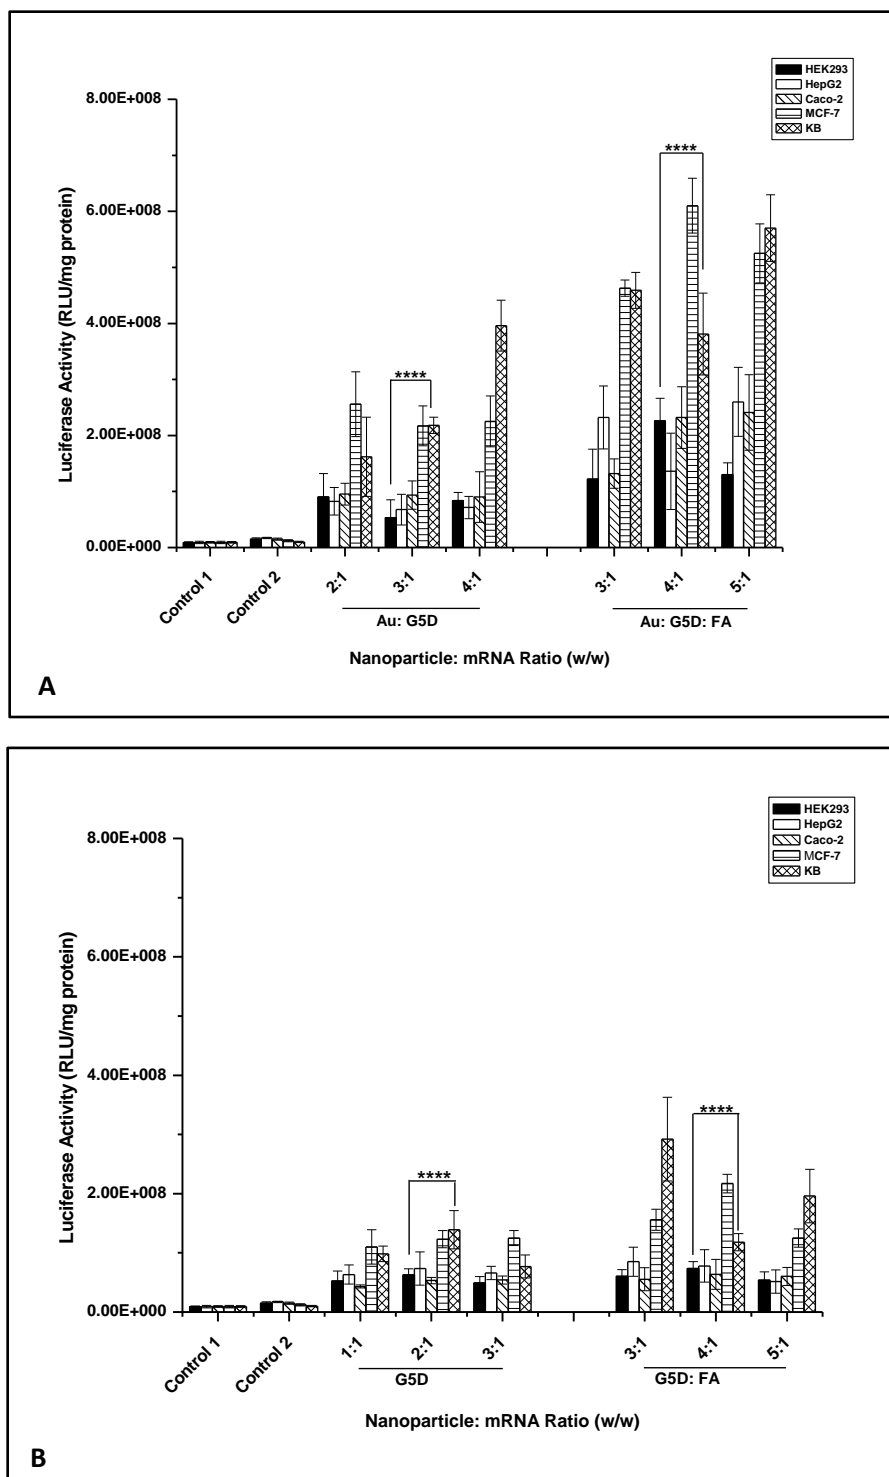 HEK293
HepG2
Caco-2
MCF-7
KB
8.00E+008
6.00E+008
4.00E+008
2.00E+008
0.00E+000
Luciferase Activity (RLU/mg protein)
****
****
Control 1
Control 2
2:1
3:1
4:1
3:1
4:1
5:1
Au: G5D
Au: G5D: FA
Nanoparticle: mRNA Ratio (w/w)
A
HEK293
HepG2
Caco-2
MCF-7
KB
8.00E+008
6.00E+008
4.00E+008
2.00E+008
0.00E+000
Luciferase Activity (RLU/mg protein)
****
****
Control 1
Control 2
1:1
2:1
3:1
3:1
4:1
5:1
G5D
G5D: FA
Nanoparticle: mRNA Ratio (w/w)
B